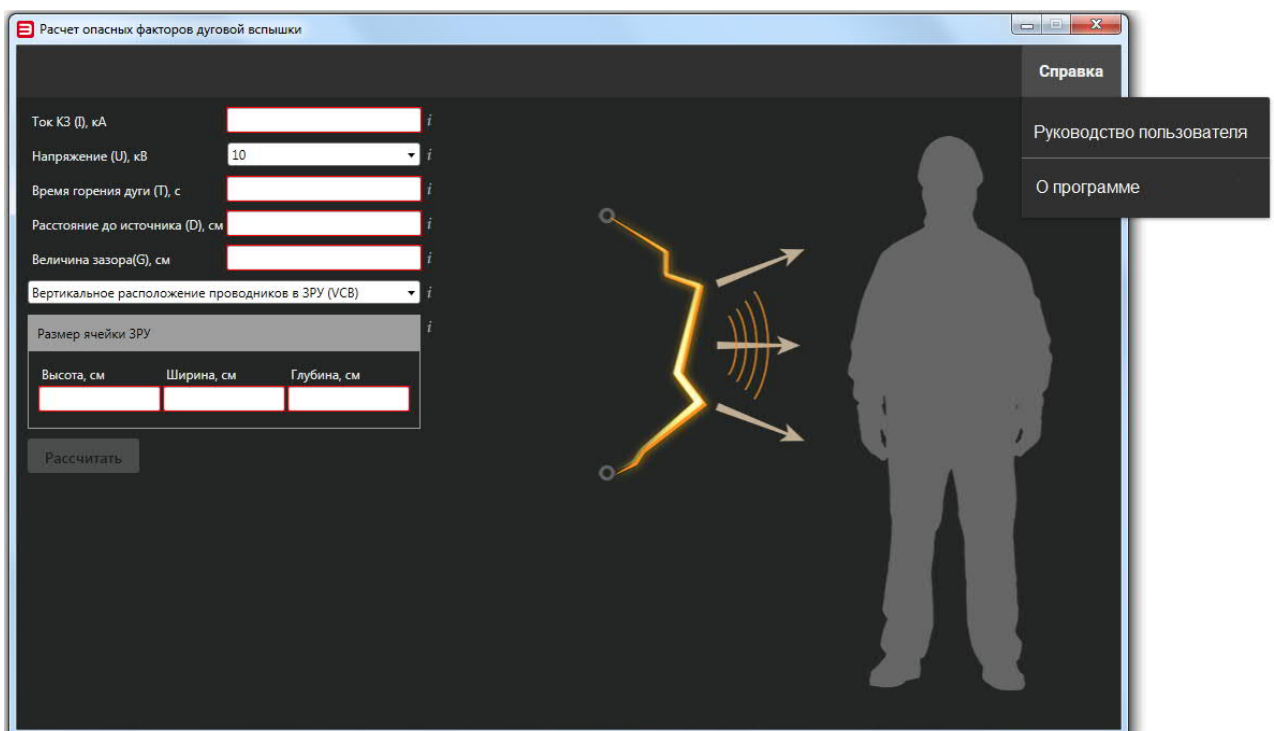 Расчет опасных факторов дуговой вспышки
Справка
Руководство пользователя
О программе
Ток КЗ (I), кА
i
Напряжение (U), кВ
10
i
Время горения дуги (T), с
i
Расстояние до источника (D), см
i
Величина зазора(G), см
i
Вертикальное расположение проводников в ЗРУ (VCB)
i
Размер ячейки ЗРУ
i
Высота, см Ширина, см Глубина, см
Рассчитать